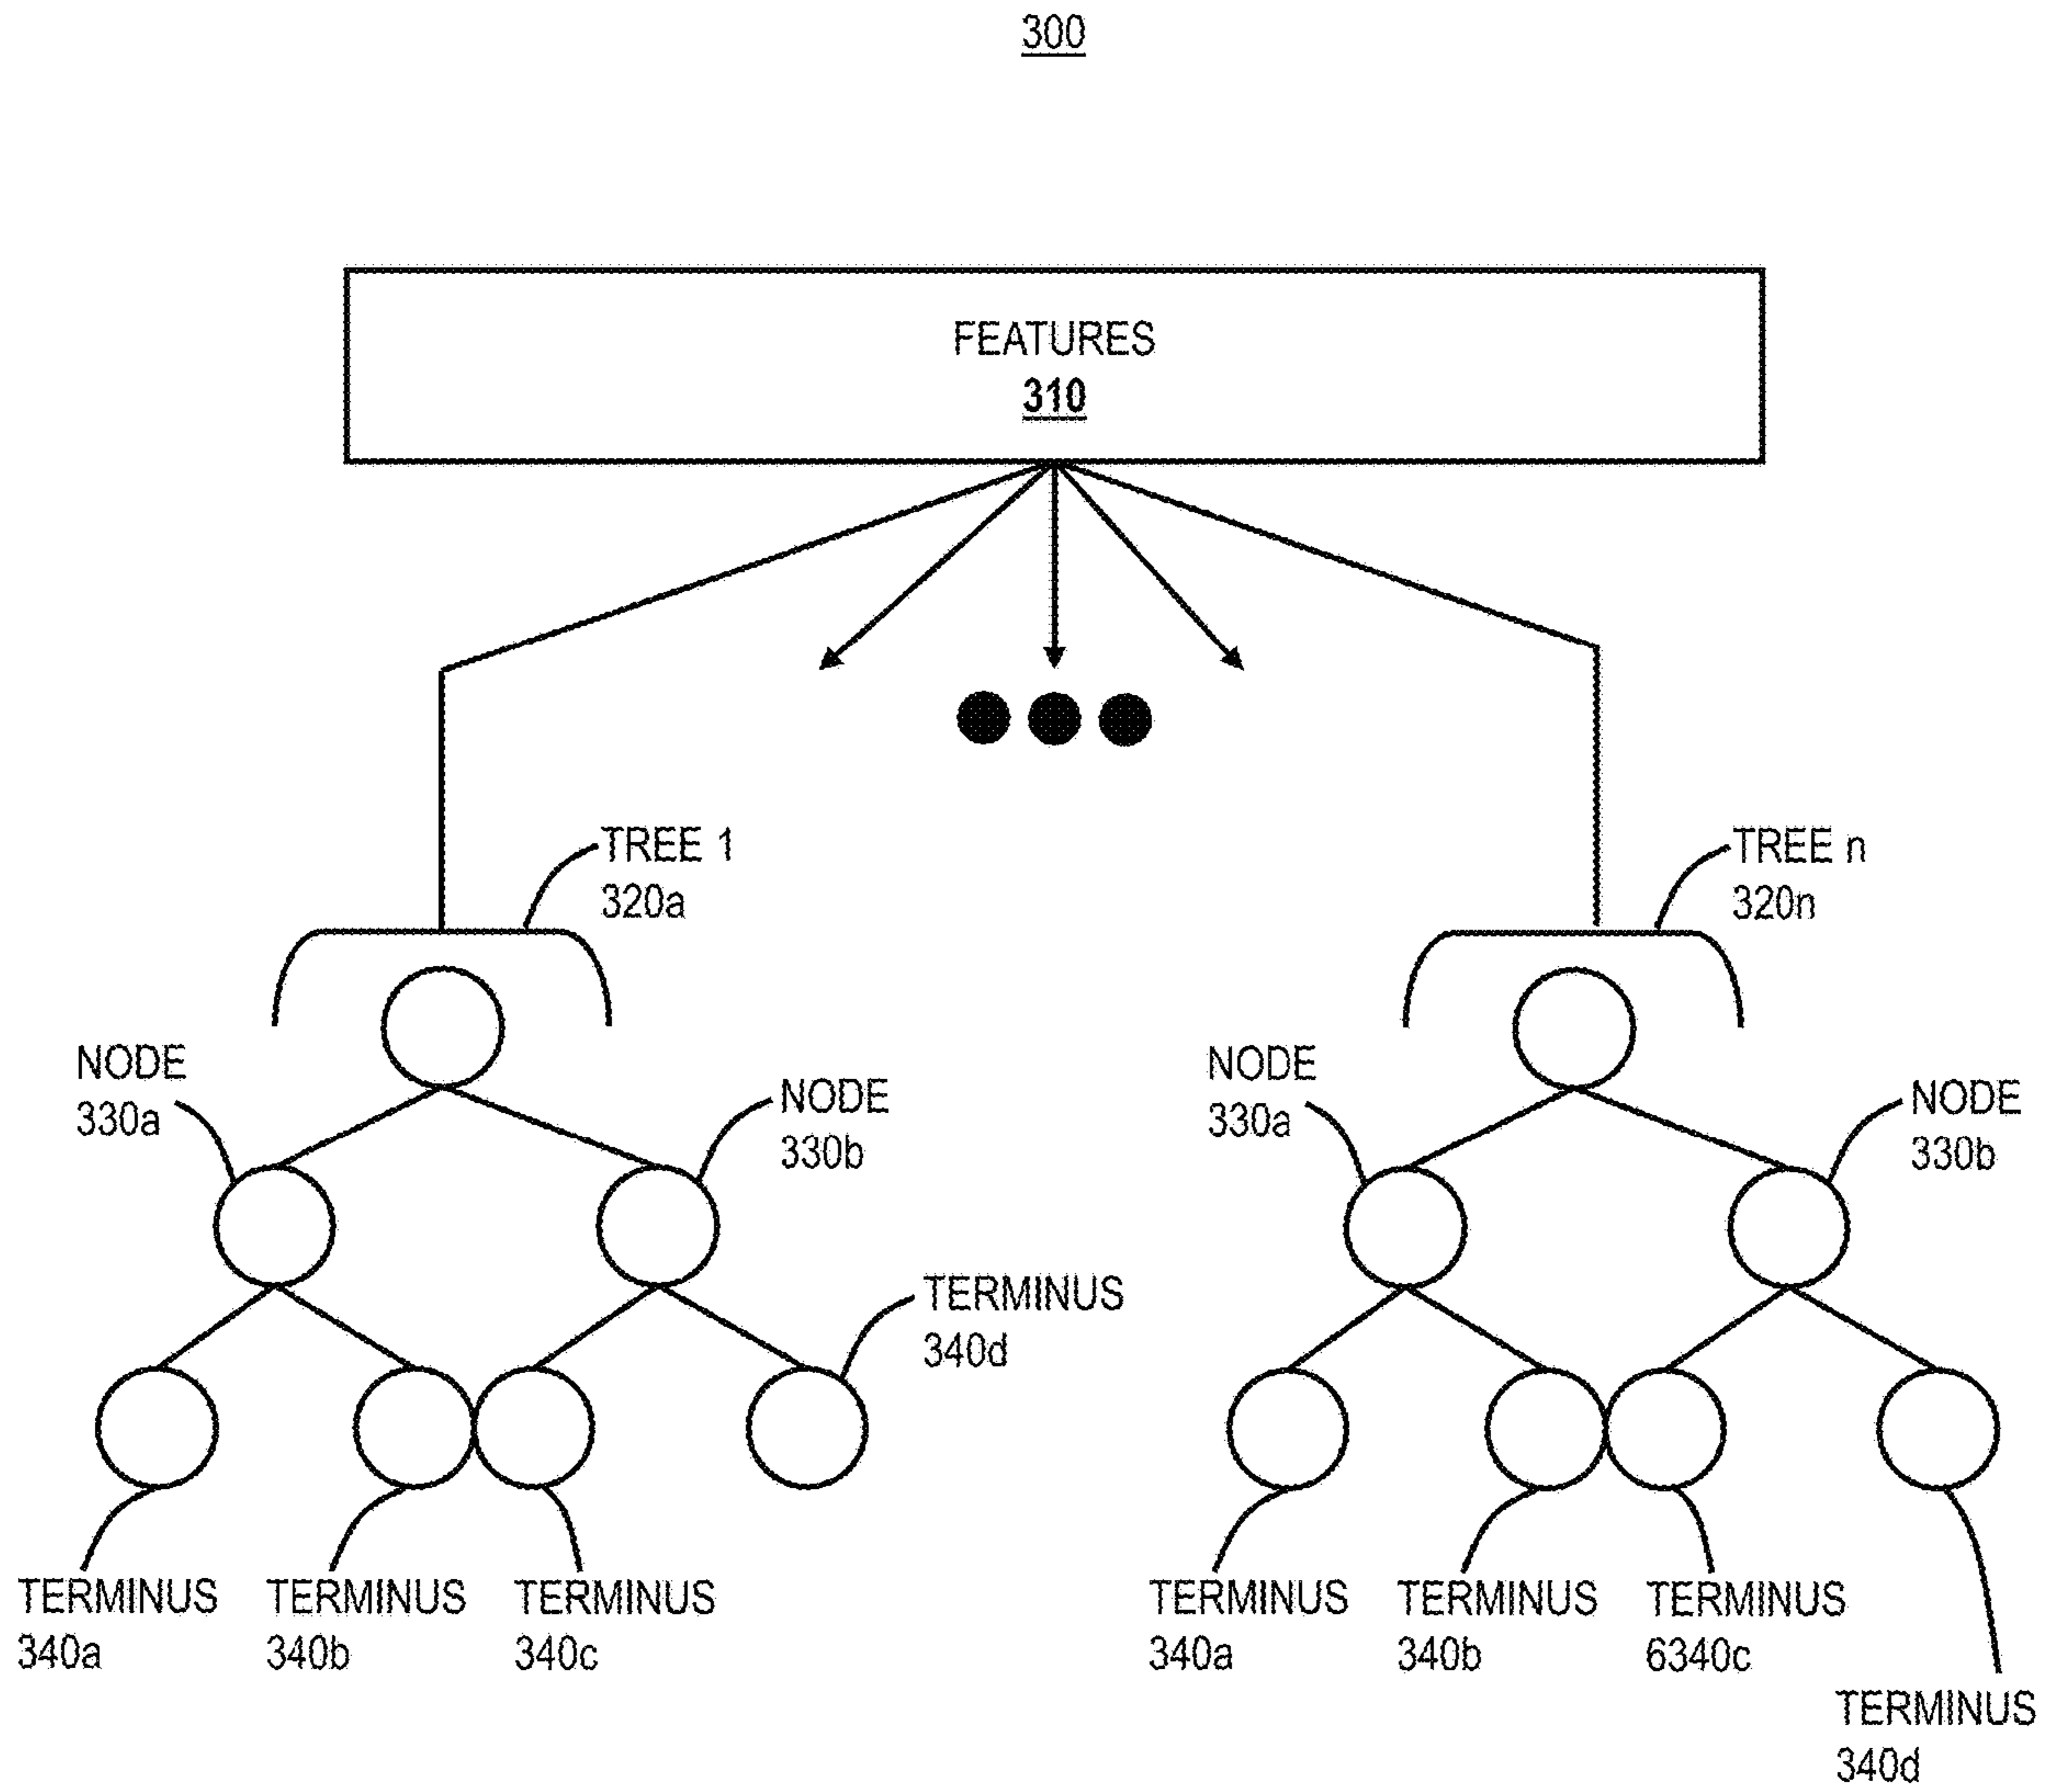 300
FEATURES
310
TREE 1
320a
TREE n
320n
NODE
330a
NODE
330b
NODE
330a
NODE
330b
TERMINUS
340d
TERMINUS
340a
TERMINUS
340b
TERMINUS
340c
TERMINUS
340a
TERMINUS
340b
TERMINUS
6340c
TERMINUS
340d